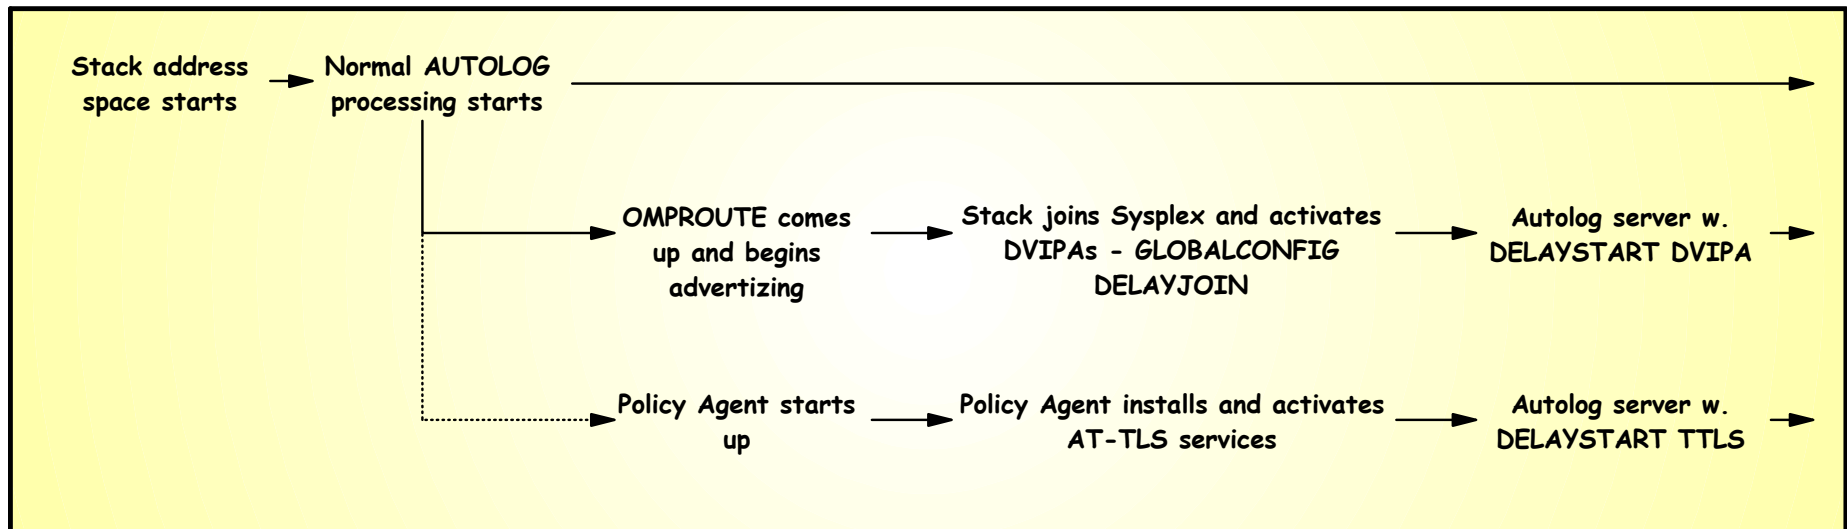 Stack address
space starts
Normal AUTOLOG
processing starts
OMPROUTE comes
up and begins
advertizing
Stack joins Sysplex and activates
DVIPAs - GLOBALCONFIG
DELAYJOIN
Autolog server w.
DELAYSTART DVIPA
Policy Agent starts
up
Policy Agent installs and activates
AT-TLS services
Autolog server w.
DELAYSTART TTLS